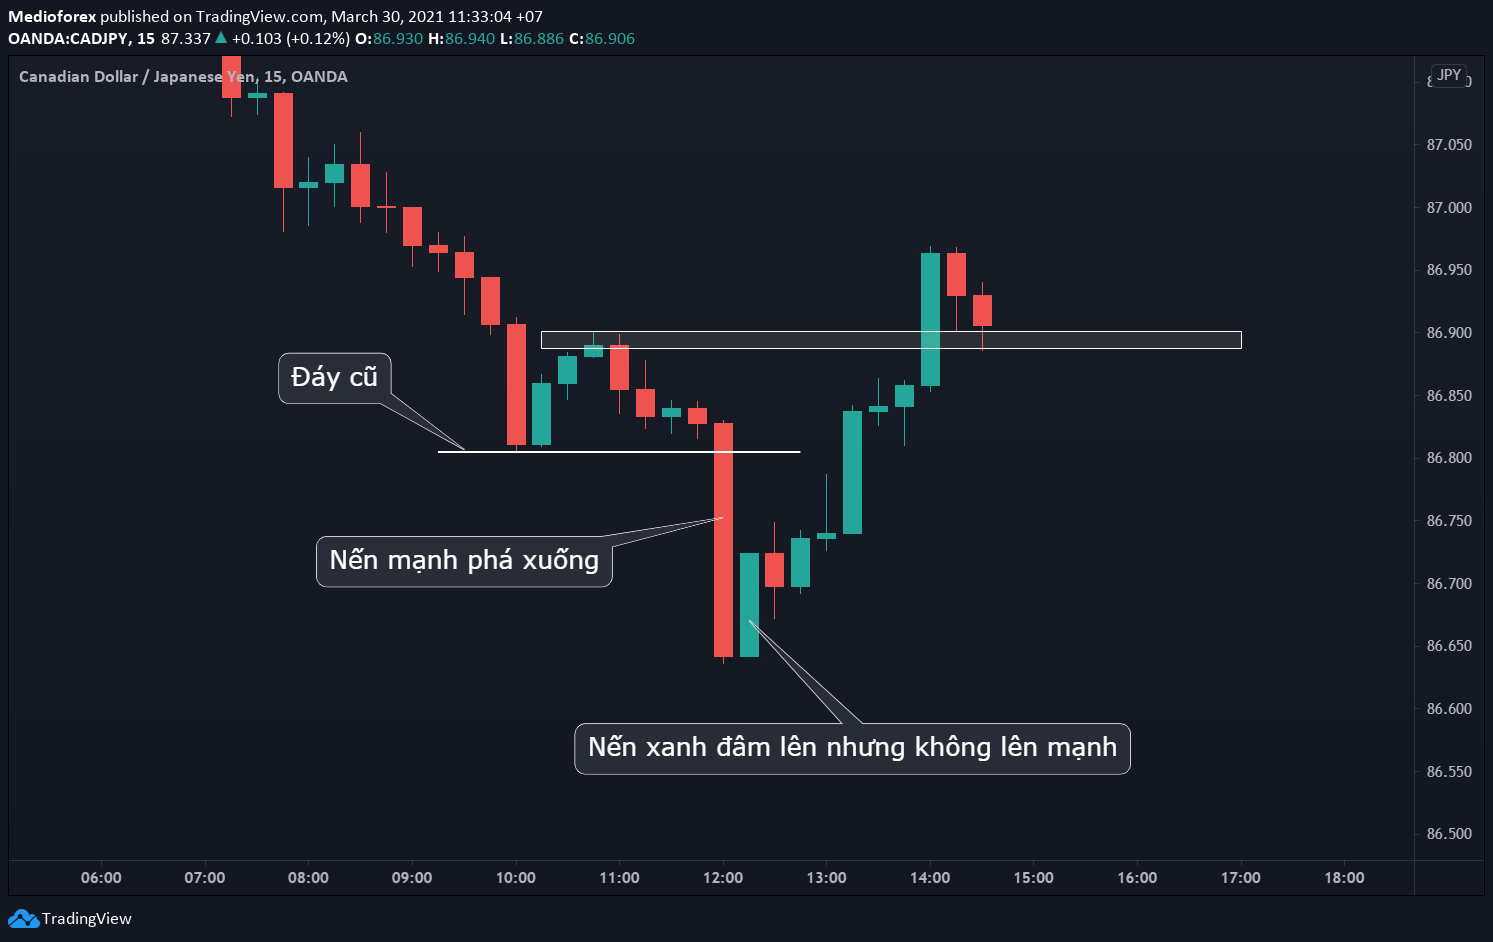 Medioforex published on TradingView.com, March 30, 2021 11:33:04 +07
OANDA:CADJPY, 15 87.337 ▲ +0.103 (+0.12%) O:86.930 H:86.940 L:86.886 C:86.906
Canadian Dollar / Japanese Yen, 15, OANDA
JPY
87.050
87.000
86.950
86.900
86.850
86.800
86.750
86.700
86.650
86.600
86.550
86.500
Đáy cũ
Nến mạnh phá xuống
Nến xanh đâm lên nhưng không lên mạnh
06:00 07:00 08:00 09:00 10:00 11:00 12:00 13:00 14:00 15:00 16:00 17:00 18:00
TradingView